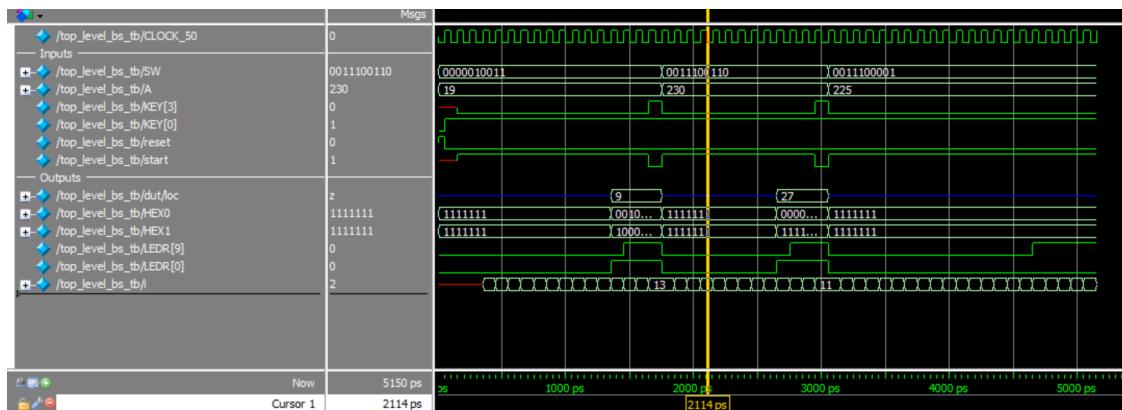 Msgs
/top_level_bs_tb/CLOCK_50 0
Inputs
/top_level_bs_tb/SW 0011100110 0000010011 0011100110 0011100001
/top_level_bs_tb/A 230 19 230 225
/top_level_bs_tb/KEY[3] 0
/top_level_bs_tb/KEY[0] 1
/top_level_bs_tb/reset 0
/top_level_bs_tb/start 1
Outputs
/top_level_bs_tb/dut/loc z 9 27
/top_level_bs_tb/HEX0 1111111 1111111 0010... 1111111 0000... 1111111
/top_level_bs_tb/HEX1 1111111 1111111 1000... 1111111 1111... 1111111
/top_level_bs_tb/LEDR[9] 0
/top_level_bs_tb/LEDR[0] 0
/top_level_bs_tb/i 2 13 11
Now 5150 ps ps 1000 ps 2000 ps 3000 ps 4000 ps 5000 ps
Cursor 1 2114 ps 2114 ps